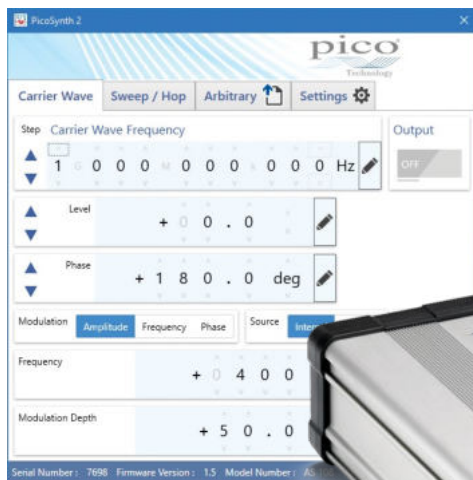 PicoSynth 2
pico
Technology
Carrier Wave Sweep / Hop Arbitrary Settings
Step Carrier Wave Frequency Output
1 G 0 0 0 M 0 0 0 k 0 0 0 Hz
OFF
Level
+ 0 0 . 0
Phase
+ 1 8 0 . 0 deg
Modulation Amplitude Frequency Phase Source
Frequency
+ 0 4 0 0
Modulation Depth
+ 5 0 . 0
Serial Number : 7698 Firmware Version : 1.5 Model Number :